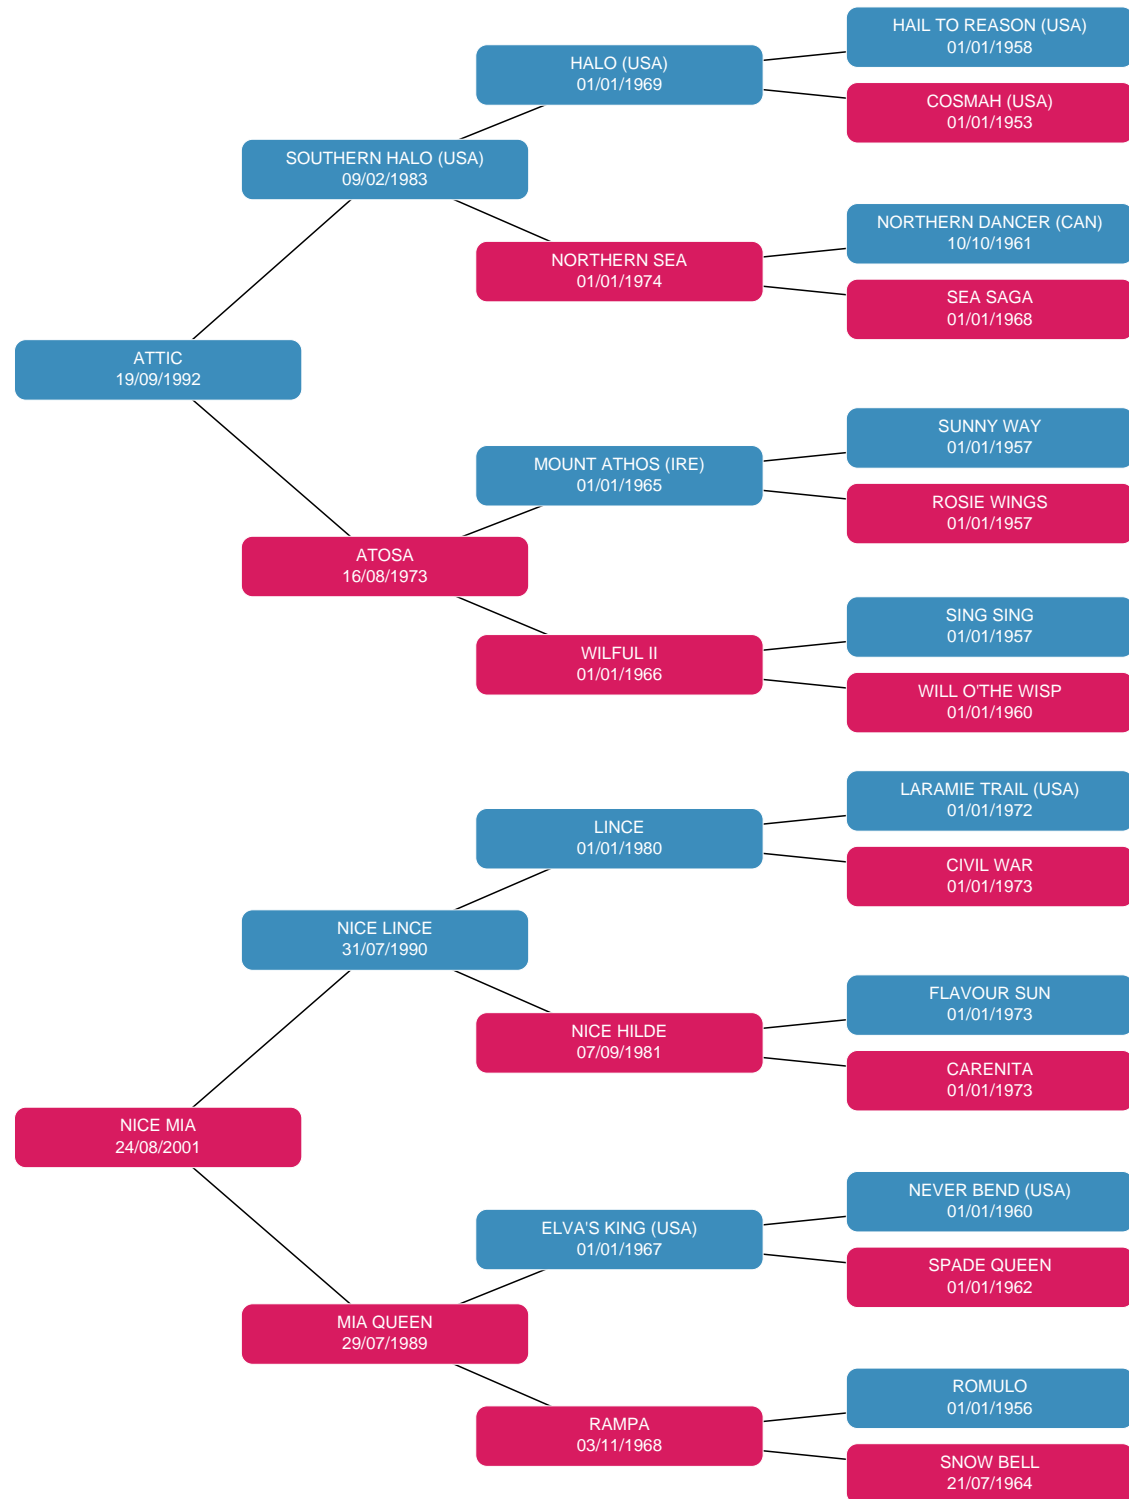 HAIL TO REASON (USA)
01/01/1958
HALO (USA)
01/01/1969
COSMAH (USA)
01/01/1953
SOUTHERN HALO (USA)
09/02/1983
NORTHERN DANCER (CAN)
10/10/1961
NORTHERN SEA
01/01/1974
SEA SAGA
01/01/1968
ATTIC
19/09/1992
SUNNY WAY
01/01/1957
MOUNT ATHOS (IRE)
01/01/1965
ROSIE WINGS
01/01/1957
ATOSA
16/08/1973
SING SING
01/01/1957
WILFUL II
01/01/1966
WILL O'THE WISP
01/01/1960
LARAMIE TRAIL (USA)
01/01/1972
LINCE
01/01/1980
CIVIL WAR
01/01/1973
NICE LINCE
31/07/1990
FLAVOUR SUN
01/01/1973
NICE HILDE
07/09/1981
CARENITA
01/01/1973
NICE MIA
24/08/2001
NEVER BEND (USA)
01/01/1960
ELVA'S KING (USA)
01/01/1967
SPADE QUEEN
01/01/1962
MIA QUEEN
29/07/1989
ROMULO
01/01/1956
RAMPA
03/11/1968
SNOW BELL
21/07/1964